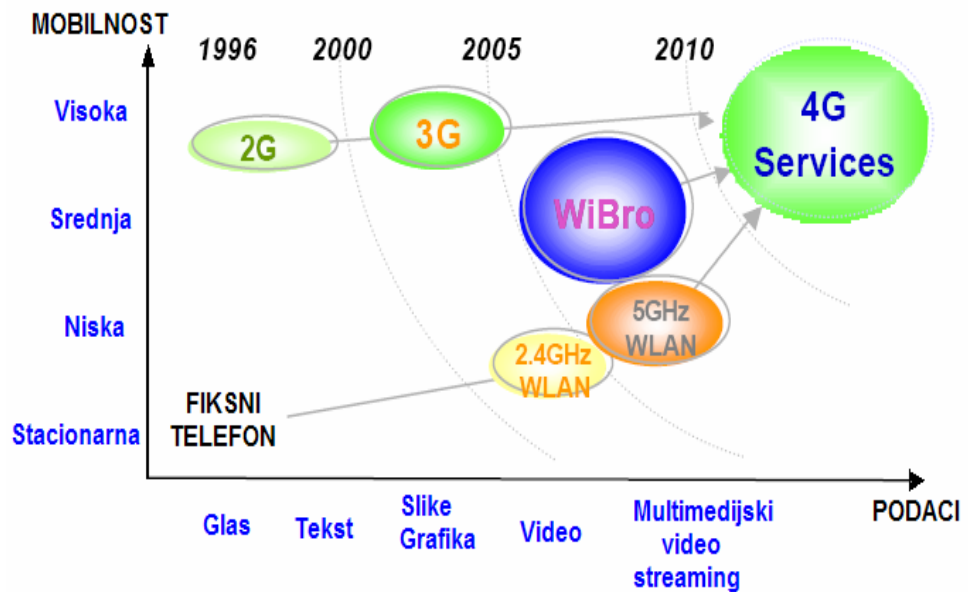 MOBILNOST
1996 2000 2005 2010
Visoka
2G
3G
4G
Services
Srednja
WiBro
Niska
5GHz
WLAN
2.4GHz
WLAN
FIKSNI
TELEFON
Stacionarna
PODACI
Glas
Tekst
Slike
Grafika
Video
Multimedijski
video
streaming